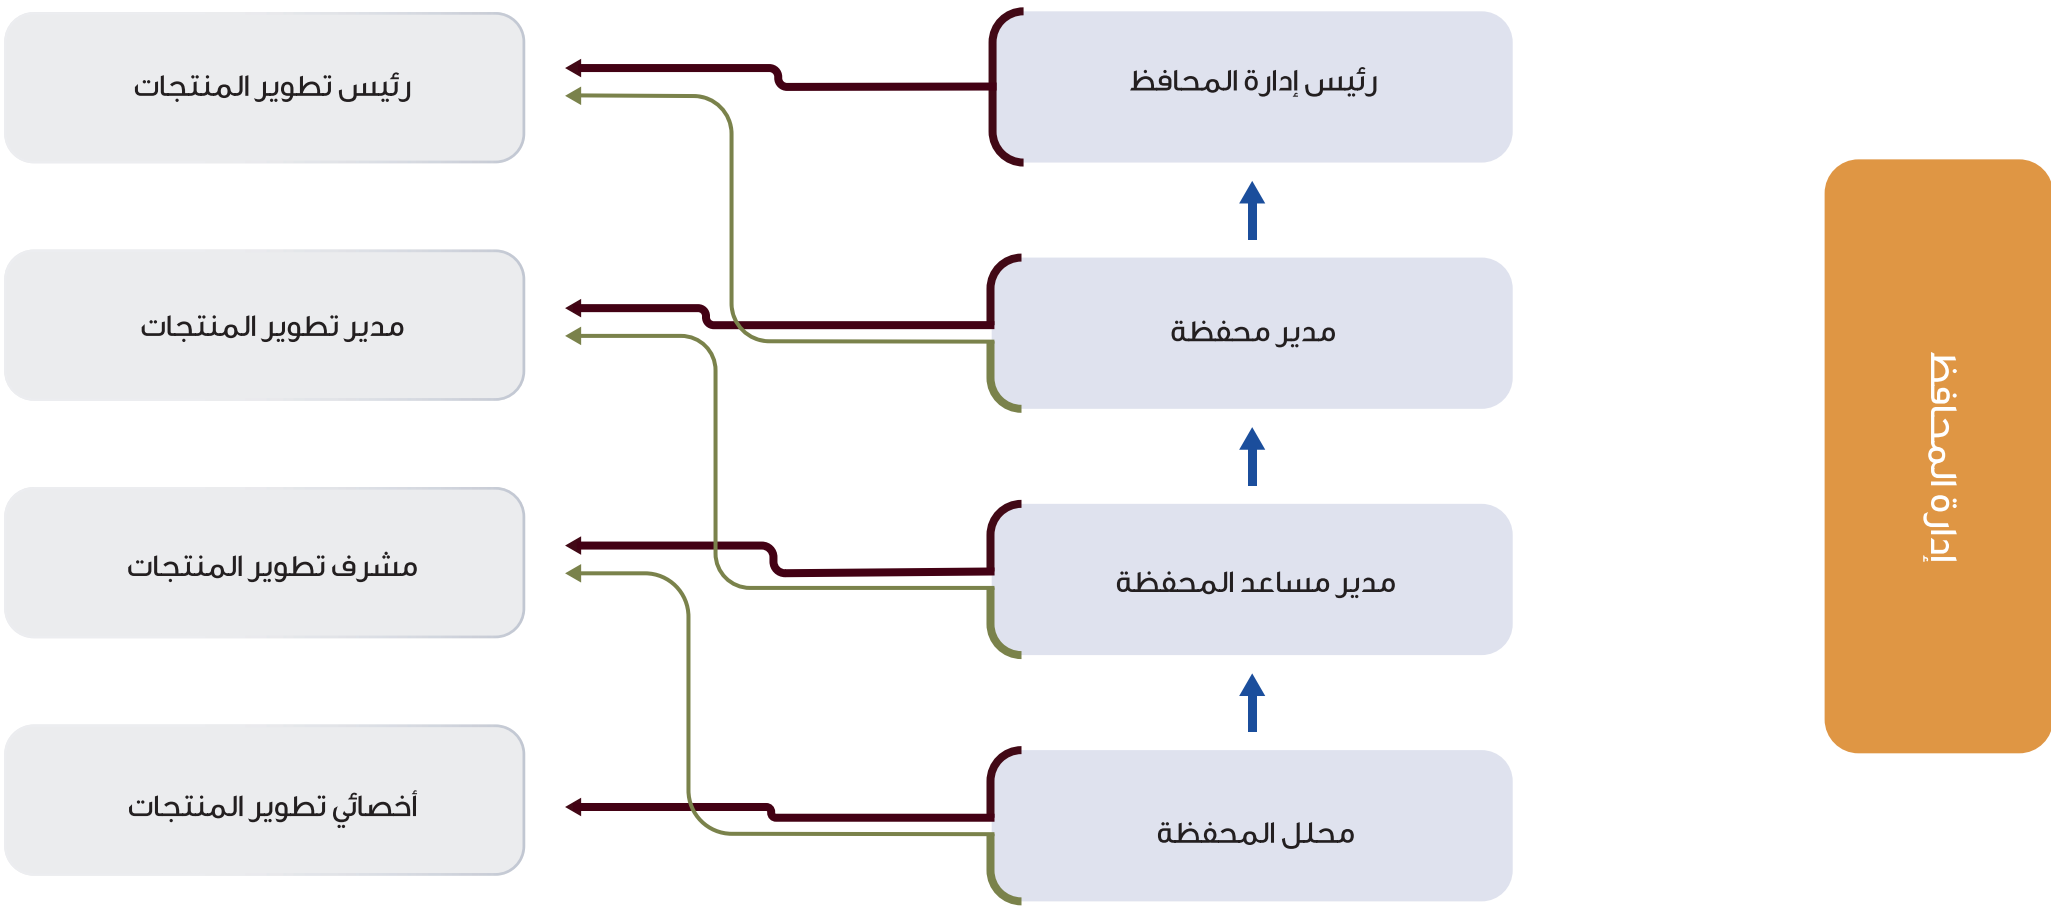 إدارة المحافظ
رئيس إدارة المحافظ
رئيس تطوير المنتجات
مدير محفظة
مدير تطوير المنتجات
مدير مساعد المحفظة
مشرف تطوير المنتجات
محلل المحفظة
أخصائي تطوير المنتجات